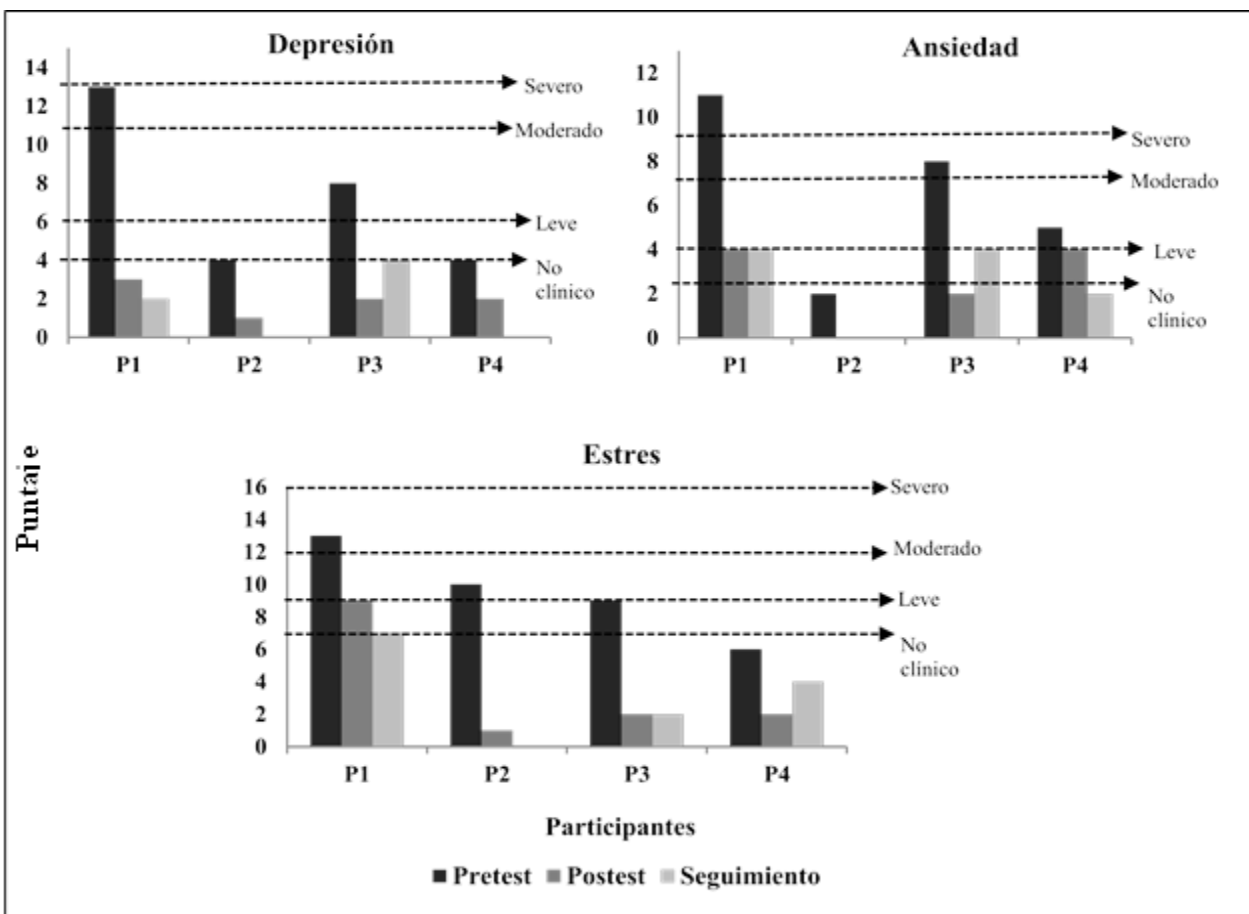 Depresión
14
12
10
8
6
4
2
0
Severo
Moderado
Leve
No
clínico
P1 P2 P3 P4
Ansiedad
12
10
8
6
4
2
0
Severo
Moderado
Leve
No
clínico
P1 P2 P3 P4
Puntaje
Estres
16
14
12
10
8
6
4
2
0
Severo
Moderado
Leve
No
clínico
P1 P2 P3 P4
Participantes
Pretest Postest Seguimiento